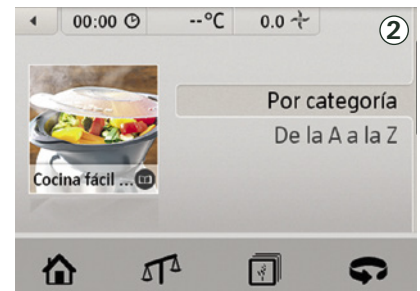 00:00 --°C 0.0 2
Por categoría
De la A a la Z
Cocina fácil ...